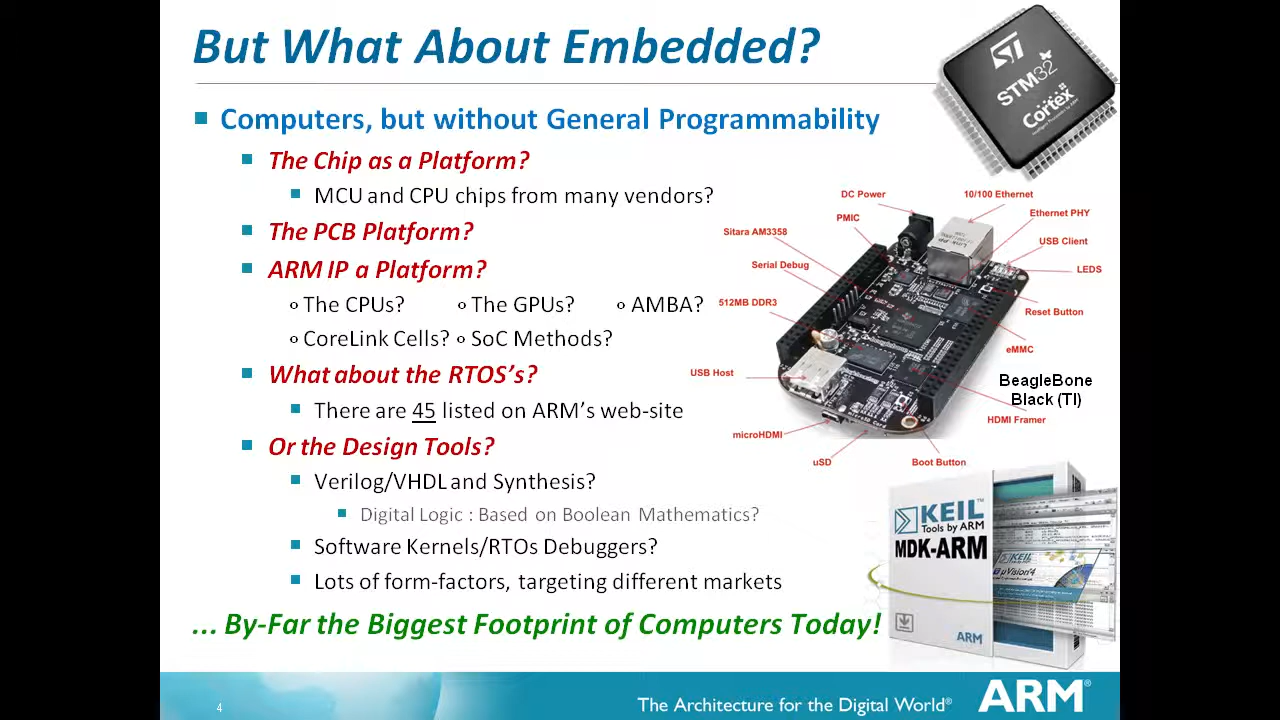 But What About Embedded?
Computers, but without General Programmability
The Chip as a Platform?
MCU and CPU chips from many vendors?
The PCB Platform?
ARM IP a Platform?
The CPUs? The GPUs? AMBA?
CoreLink Cells? SoC Methods?
What about the RTOS's?
There are 45 listed on ARM's web-site
Or the Design Tools?
Verilog/VHDL and Synthesis?
Digital Logic : Based on Boolean Mathematics?
Software Kernels/RTOs Debuggers?
Lots of form-factors, targeting different markets
... By-Far the Biggest Footprint of Computers Today!
STM32
Cortex
DC Power
10/100 Ethernet
PMIC
Ethernet PHY
Sitara AM3358
USB Client
Serial Debug
LEDS
512MB DDR3
Reset Button
eMMC
USB Host
BeagleBone
Black (TI)
HDMI Framer
microHDMI
uSD
Boot Button
KEIL™
Tools by ARM
MDK-ARM
KEIL
µVision4
ARM
4
The Architecture for the Digital World®
ARM®